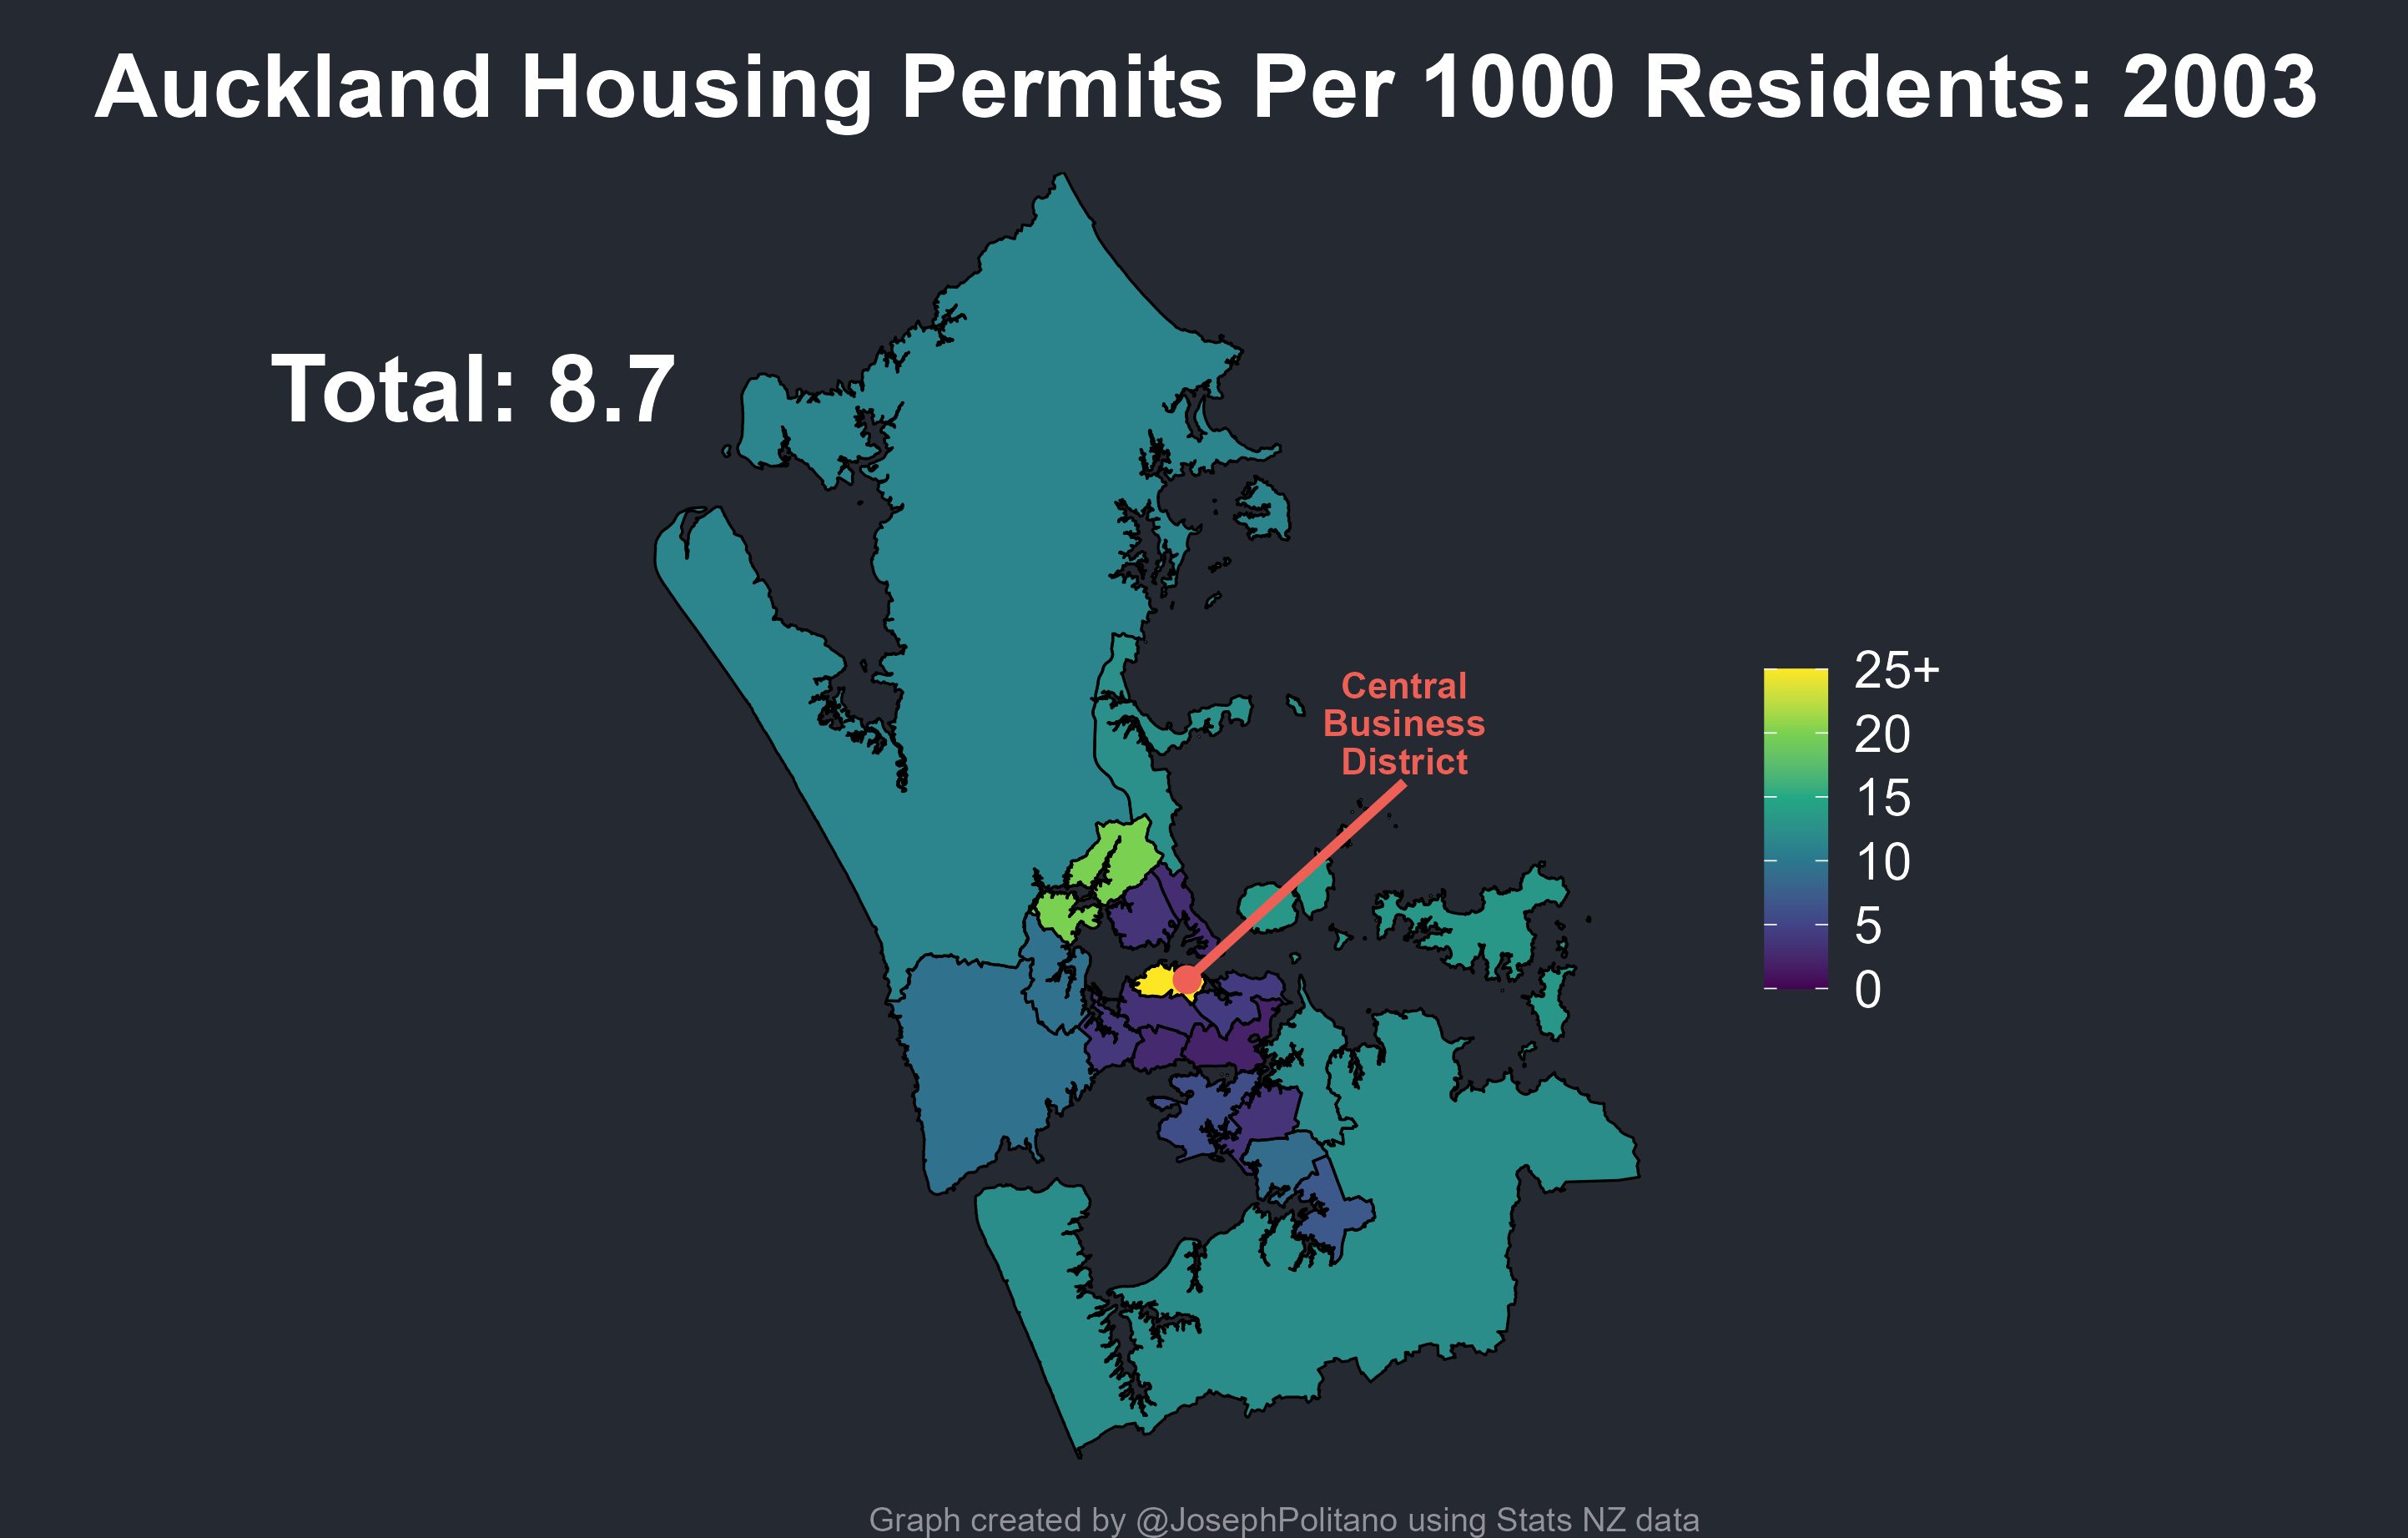 Auckland Housing Permits Per 1000 Residents: 2003
Total: 8.7
Central
Business
District
25+
20
15
10
5
0
Graph created by @JosephPolitano using Stats NZ data